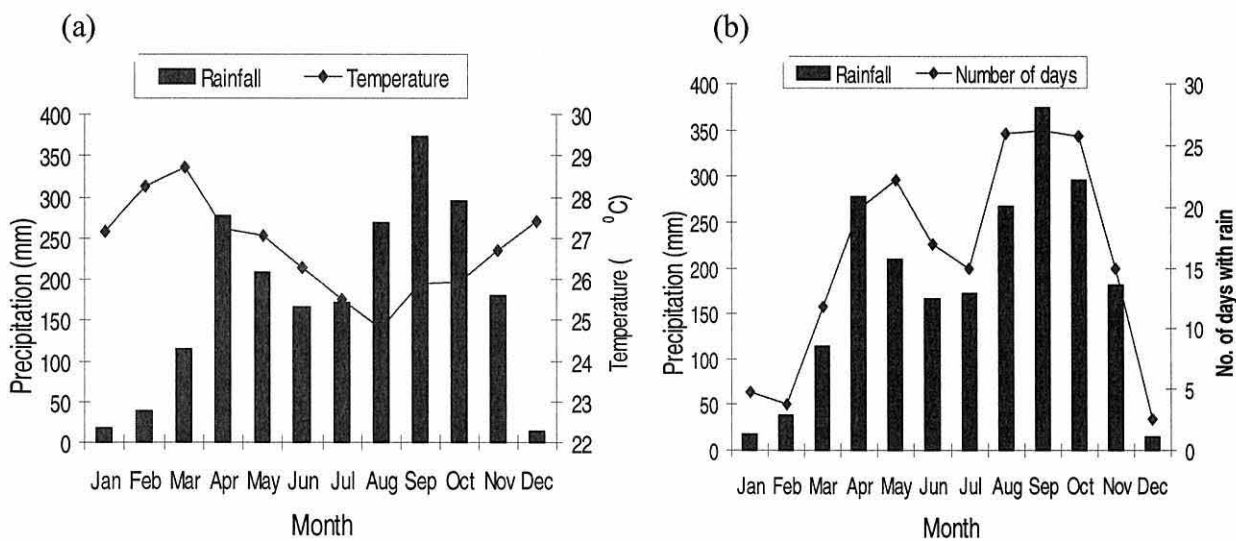 (a)
Rainfall Temperature
400
350
300
250
200
150
100
50
0
Precipitation (mm)
30
29
28
27
26
25
24
23
22
Temperature ( ⁰C)
Jan Feb Mar Apr May Jun Jul Aug Sep Oct Nov Dec
Month
(b)
Rainfall Number of days
400
350
300
250
200
150
100
50
0
Precipitation (mm)
30
25
20
15
10
5
0
No. of days with rain
Jan Feb Mar Apr May Jun Jul Aug Sep Oct Nov Dec
Month